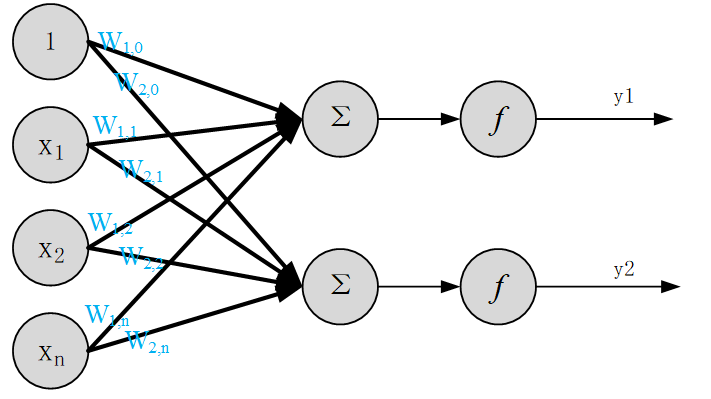 1
W1,0
W2,0
x1
W1,1
W2,1
x2
W1,2
W2,2
xn
W1,n
W2,n
Σ
f
y1
Σ
f
y2